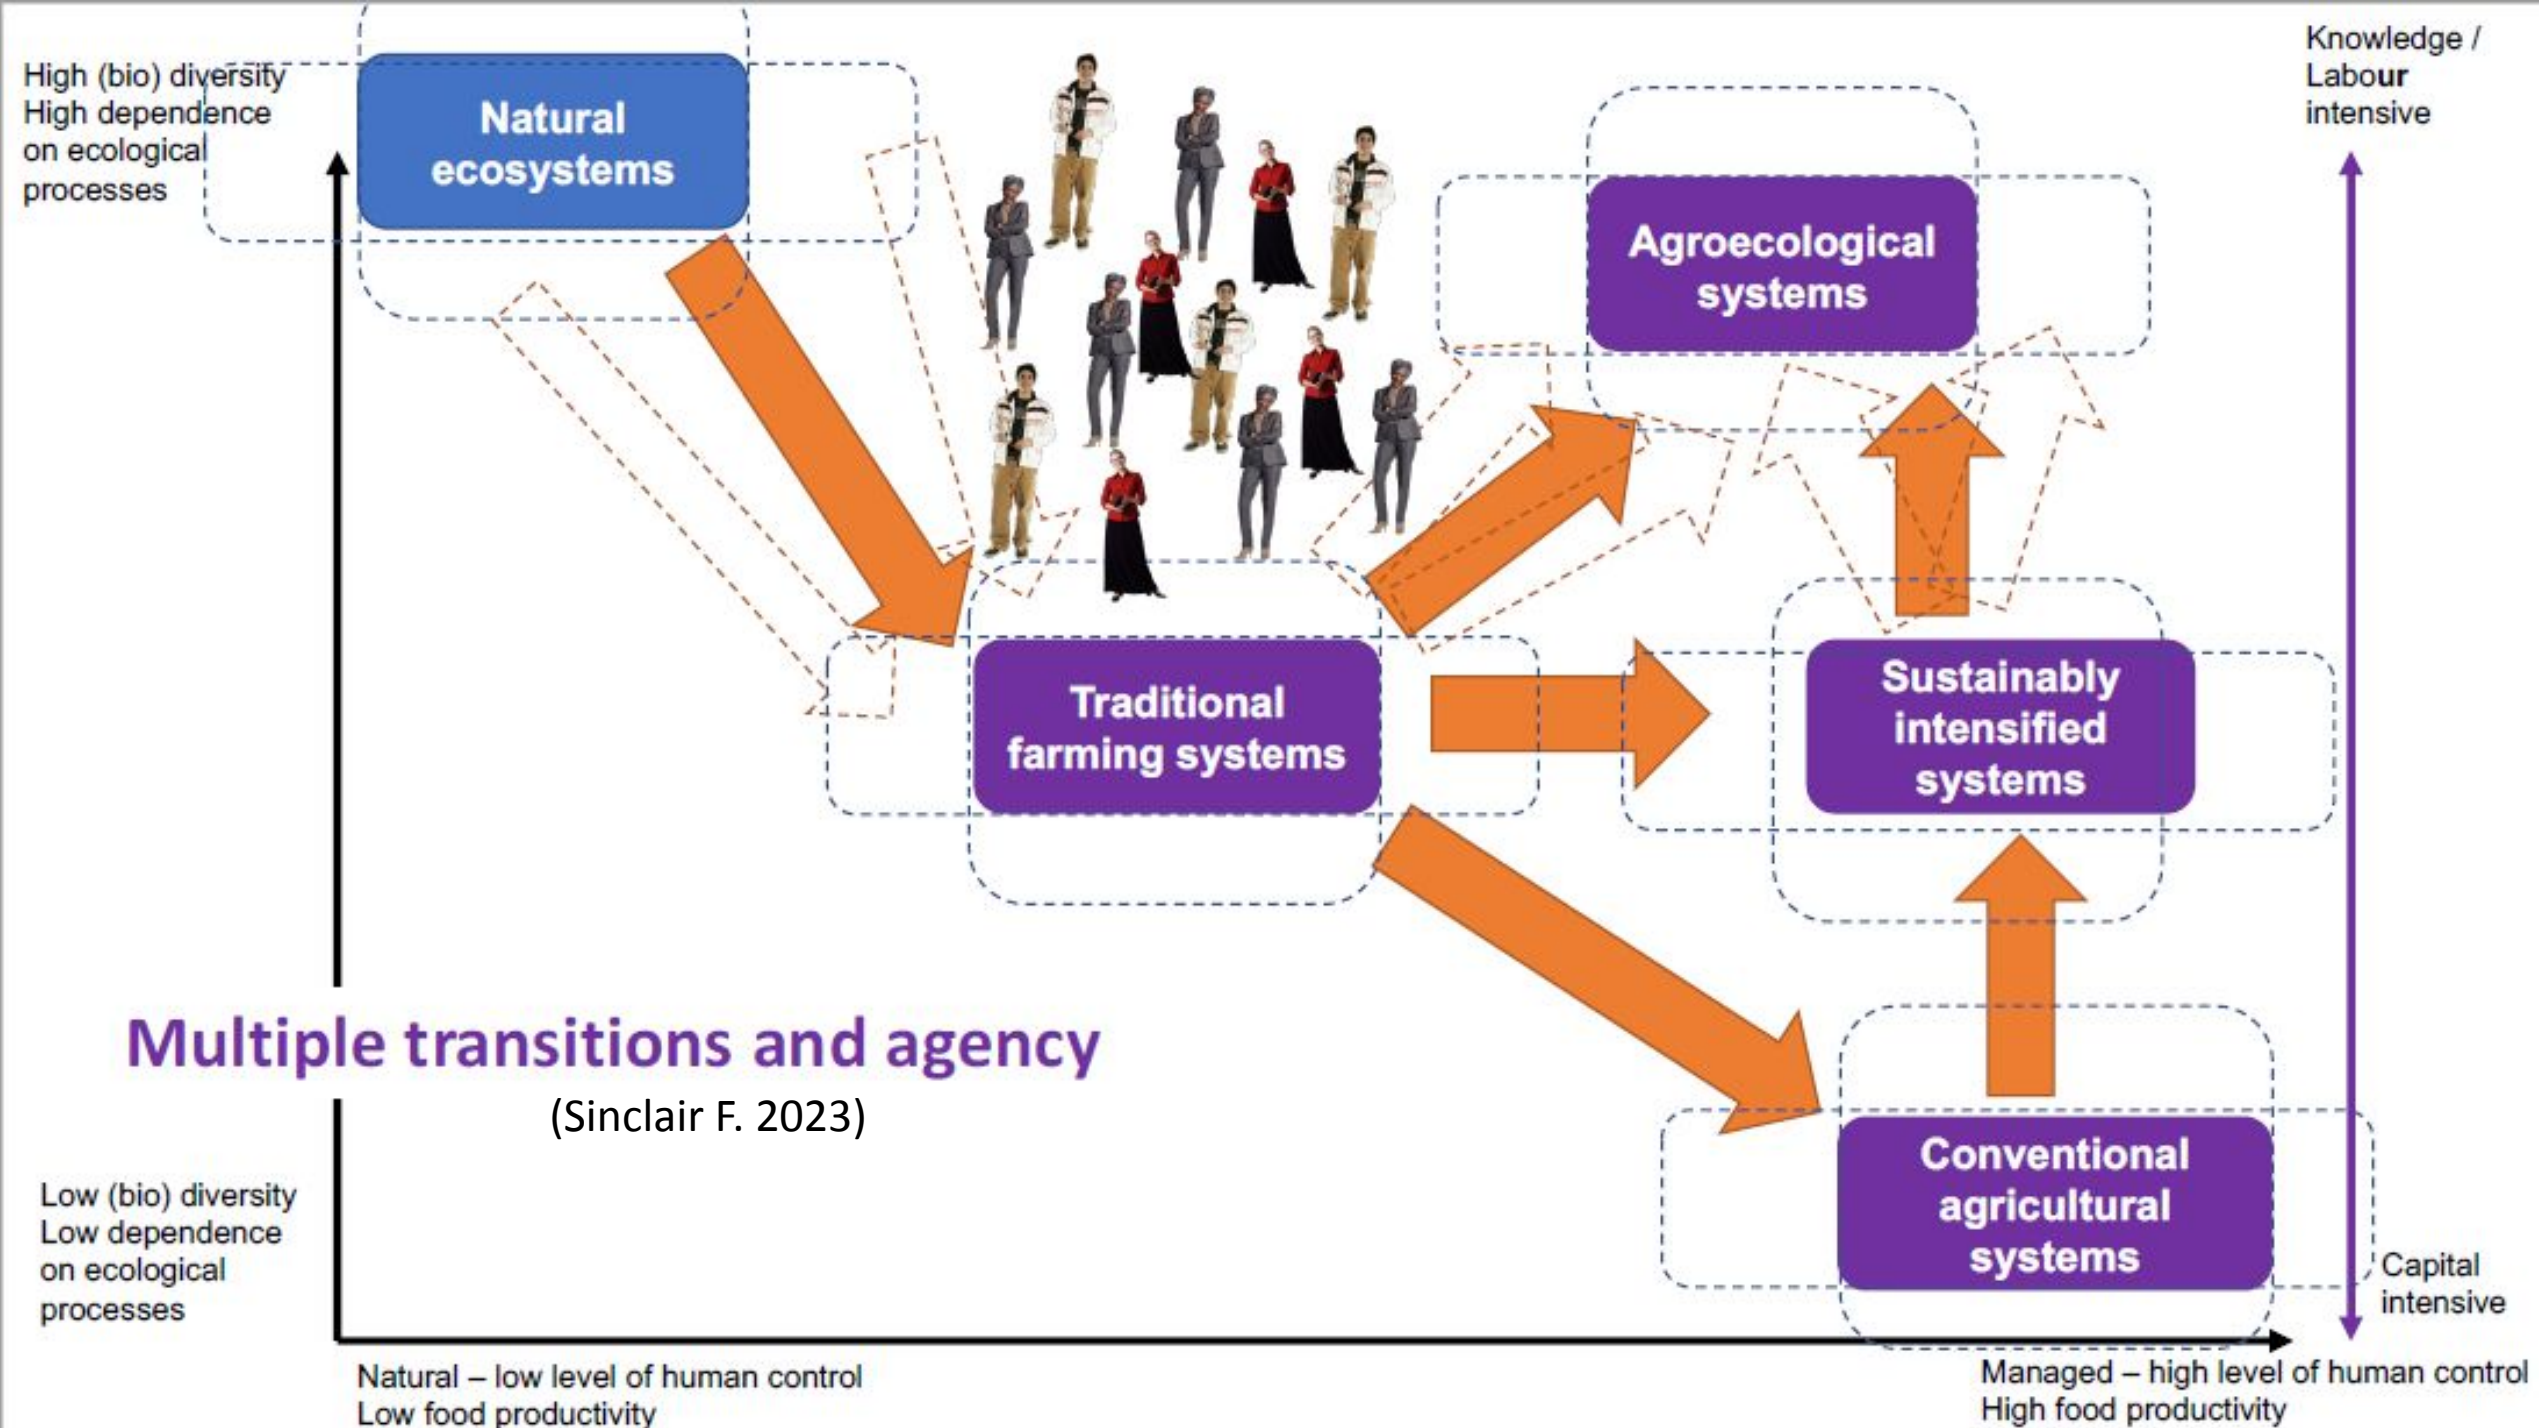 High (bio) diversity
High dependence
on ecological
processes
Natural
ecosystems
Knowledge /
Labour
intensive
Agroecological
systems
Traditional
farming systems
Sustainably
intensified
systems
Multiple transitions and agency
(Sinclair F. 2023)
Low (bio) diversity
Low dependence
on ecological
processes
Conventional
agricultural
systems
Capital
intensive
Natural – low level of human control
Low food productivity
Managed – high level of human control
High food productivity